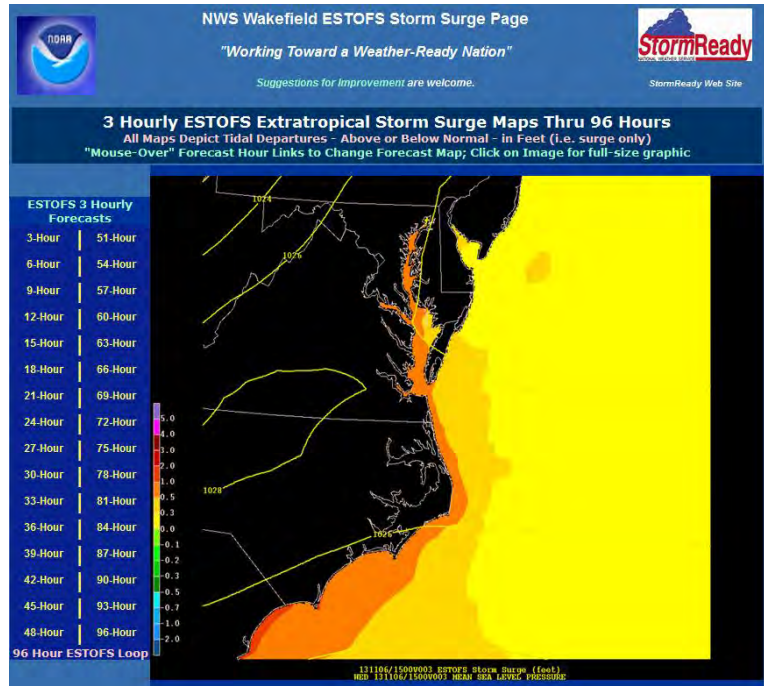 NOAA
NWS Wakefield ESTOFS Storm Surge Page
"Working Toward a Weather-Ready Nation"
Suggestions for Improvement are welcome.
StormReady
NATIONAL WEATHER SERVICE
StormReady Web Site
3 Hourly ESTOFS Extratropical Storm Surge Maps Thru 96 Hours
All Maps Depict Tidal Departures - Above or Below Normal - in Feet (i.e. surge only)
"Mouse-Over" Forecast Hour Links to Change Forecast Map; Click on Image for full-size graphic
ESTOFS 3 Hourly
Forecasts
3-Hour 51-Hour
6-Hour 54-Hour
9-Hour 57-Hour
12-Hour 60-Hour
15-Hour 63-Hour
18-Hour 66-Hour
21-Hour 69-Hour
24-Hour 72-Hour
27-Hour 75-Hour
30-Hour 78-Hour
33-Hour 81-Hour
36-Hour 84-Hour
39-Hour 87-Hour
42-Hour 90-Hour
45-Hour 93-Hour
48-Hour 96-Hour
96 Hour ESTOFS Loop
1024
1026
1028
1026
5.0
4.0
3.0
2.0
1.0
0.5
0.3
0.0
-0.1
-0.2
-0.3
-0.5
-0.7
-1.0
-2.0
131106/1500V003 ESTOFS Storm Surge (feet)
WED 131106/1500V003 MEAN SEA LEVEL PRESSURE